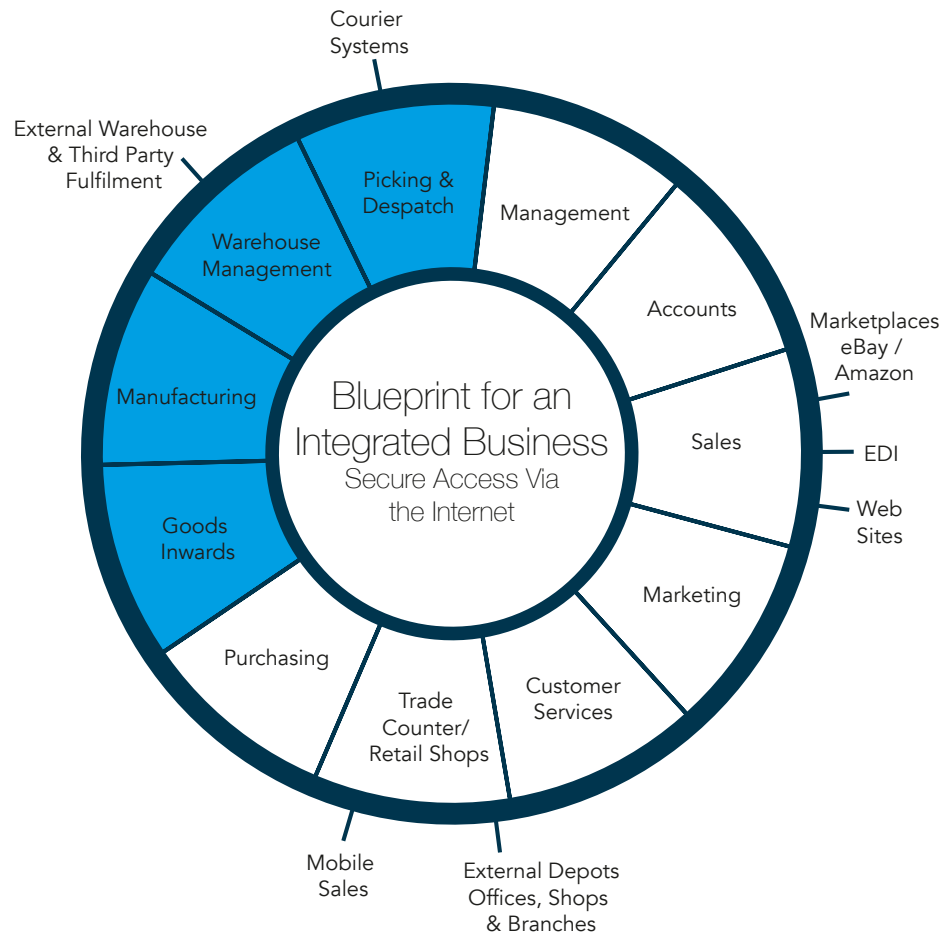 Courier
Systems
External Warehouse
& Third Party
Fulfilment
Picking &
Despatch
Management
Warehouse
Management
Accounts
Marketplaces
eBay /
Amazon
Manufacturing
Blueprint for an
Integrated Business
Secure Access Via
the Internet
Sales
EDI
Web
Sites
Goods
Inwards
Marketing
Purchasing
Trade
Counter/
Retail Shops
Customer
Services
Mobile
Sales
External Depots
Offices, Shops
& Branches